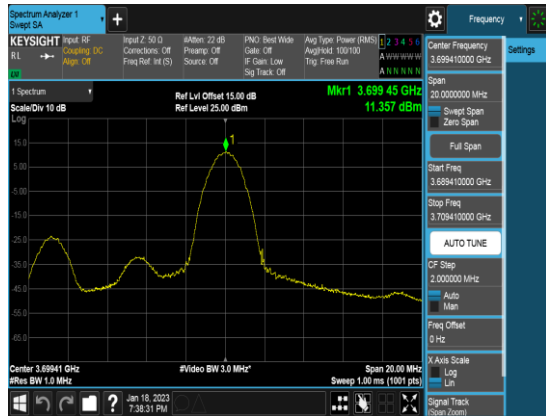 Spectrum Analyzer 1
Swept SA
+
Frequency
KEYSIGHT
RL
Input: RF
Coupling: DC
Align: Off
Input Z: 50 Ω
Corrections: Off
Freq Ref: Int (S)
#Atten: 22 dB
Preamp: Off
Source: Off
PNO: Best Wide
Gate: Off
IF Gain: Low
Sig Track: Off
Avg Type: Power (RMS)
Avg|Hold: 100/100
Trig: Free Run
1 2 3 4 5 6
A W W W W W
A N N N N N
1 Spectrum
Scale/Div 10 dB
Log
Ref Lvl Offset 15.00 dB
Ref Level 25.00 dBm
Mkr1 3.699 45 GHz
11.357 dBm
1
15.0
5.00
-5.00
-15.0
-25.0
-35.0
-45.0
-55.0
-65.0
Center 3.69941 GHz
#Res BW 1.0 MHz
#Video BW 3.0 MHz*
Span 20.00 MHz
Sweep 1.00 ms (1001 pts)
Jan 18, 2023
7:38:31 PM
?
Center Frequency
3.699410000 GHz
Settings
Span
20.0000000 MHz
Swept Span
Zero Span
Full Span
Start Freq
3.689410000 GHz
Stop Freq
3.709410000 GHz
AUTO TUNE
CF Step
2.000000 MHz
Auto
Man
Freq Offset
0 Hz
X Axis Scale
Log
Lin
Signal Track
(Span Zoom)